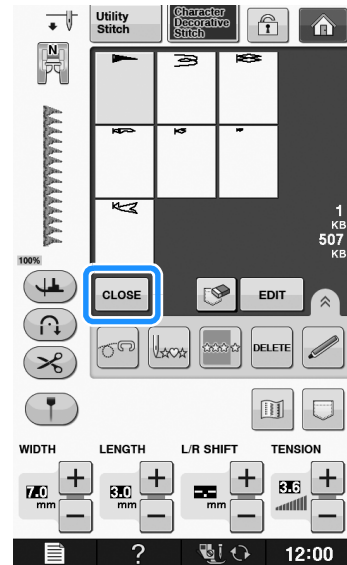 Utility
Stitch
Character
Decorative
Stitch
N
1
KB
507
KB
100%
CLOSE
EDIT
DELETE
WIDTH
LENGTH
L/R SHIFT
TENSION
7.0
mm
3.0
mm
-.-
mm
3.6
?
12:00